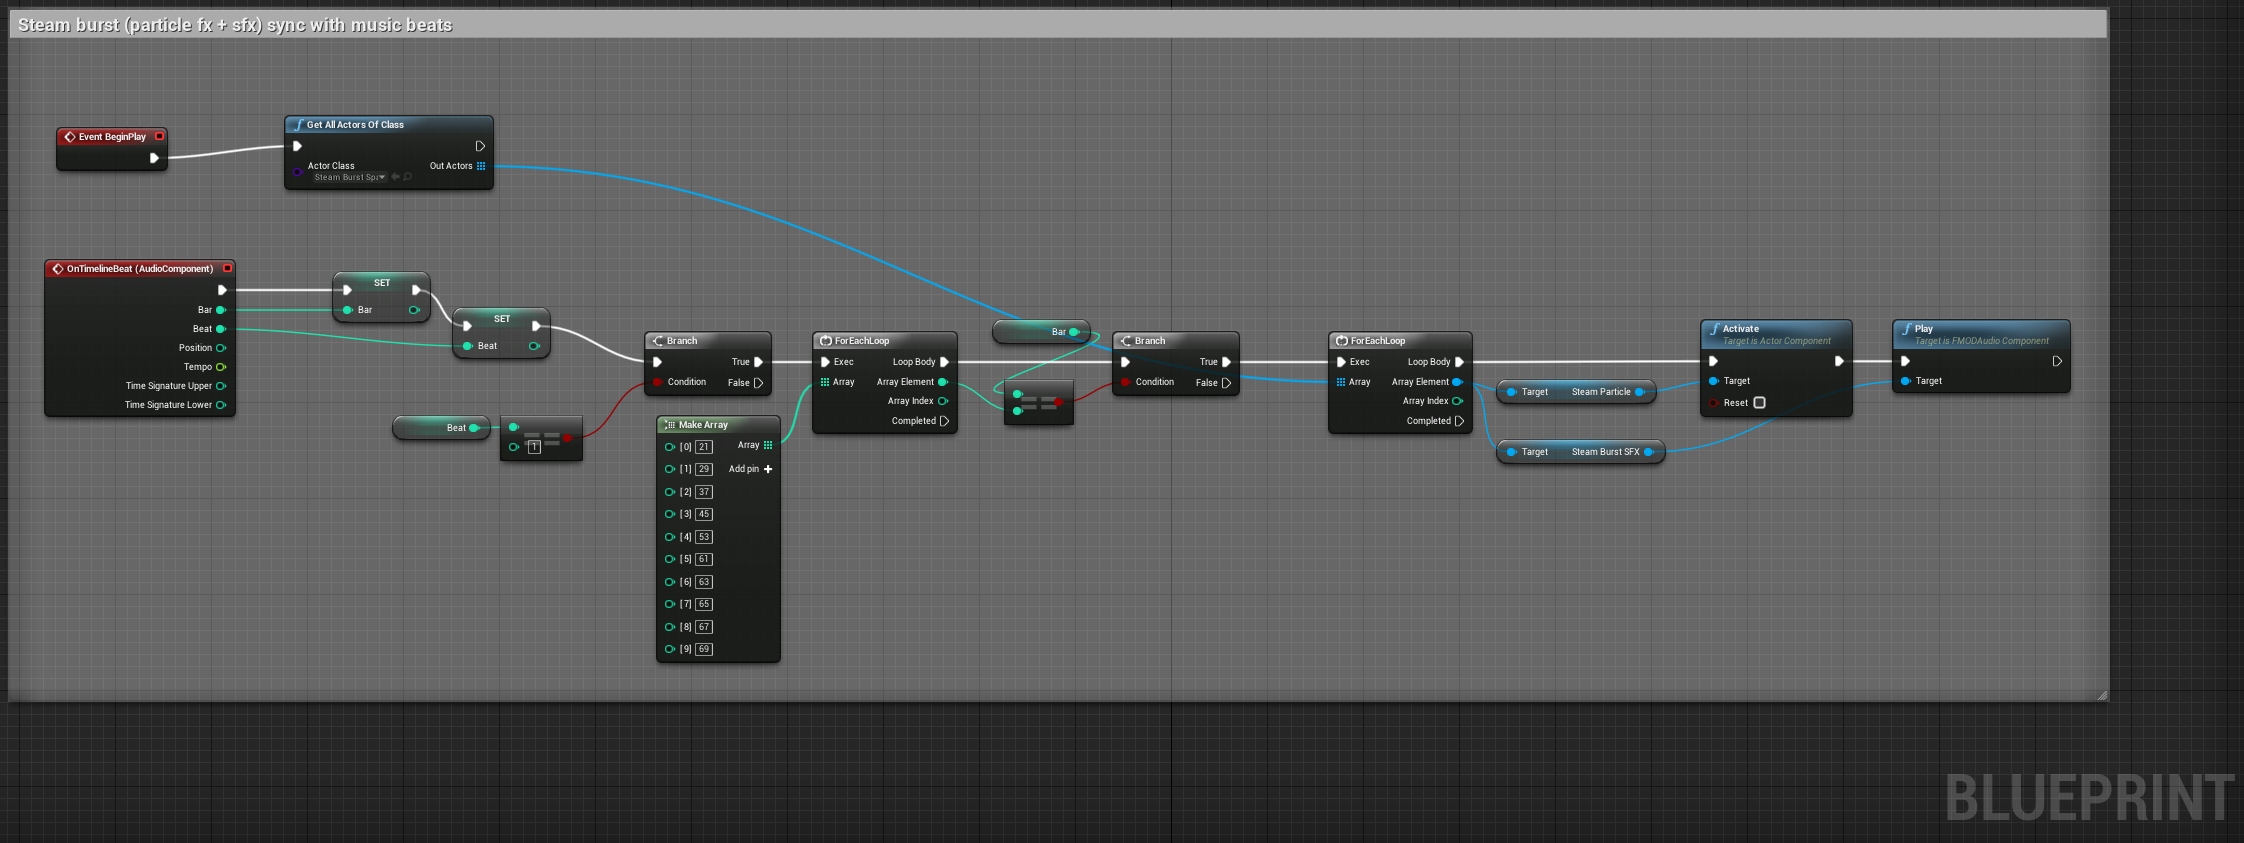 Steam burst (particle fx + sfx) sync with music beats
Event BeginPlay
Get All Actors Of Class
Actor Class
Out Actors
Steam Burst
OnTimelineBeat (AudioComponent)
Bar
Beat
Position
Tempo
Time Signature Upper
Time Signature Lower
SET
Bar
SET
Beat
Beat
1
Branch
True
Condition
False
Make Array
[0] 21
Array
[1] 29
Add pin
[2] 37
[3] 45
[4] 53
[5] 61
[6] 63
[7] 65
[8] 67
[9] 69
ForEachLoop
Exec
Loop Body
Array
Array Element
Array Index
Completed
Bar
Branch
True
Condition
False
ForEachLoop
Exec
Loop Body
Array
Array Element
Array Index
Completed
Target
Steam Particle
Target
Steam Burst SFX
Activate
Target is Actor Component
Target
Reset
Play
Target is FMODAudio Component
Target
BLUEPRINT